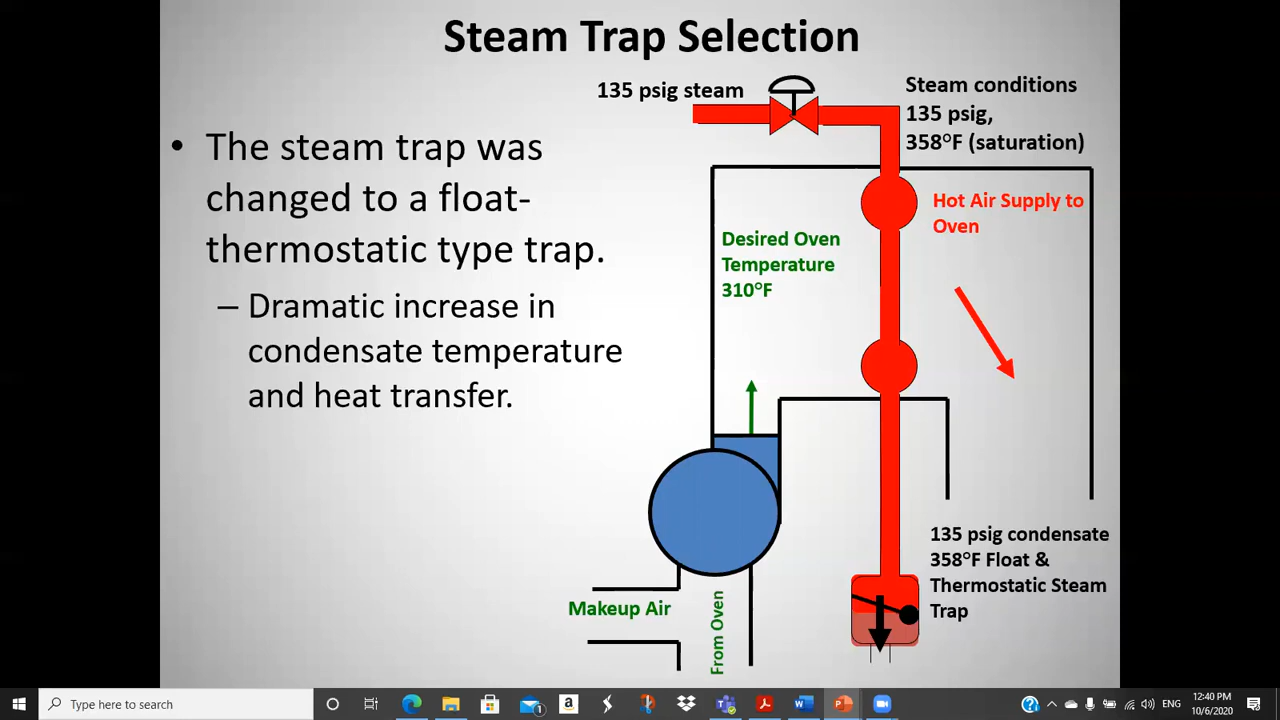 Steam Trap Selection
135 psig steam
Steam conditions
135 psig,
358°F (saturation)
• The steam trap was
changed to a float-
thermostatic type trap.
– Dramatic increase in
condensate temperature
and heat transfer.
Hot Air Supply to
Oven
Desired Oven
Temperature
310°F
135 psig condensate
358°F Float &
Thermostatic Steam
Trap
Makeup Air
From Oven
Type here to search
ENG
12:40 PM
10/6/2020